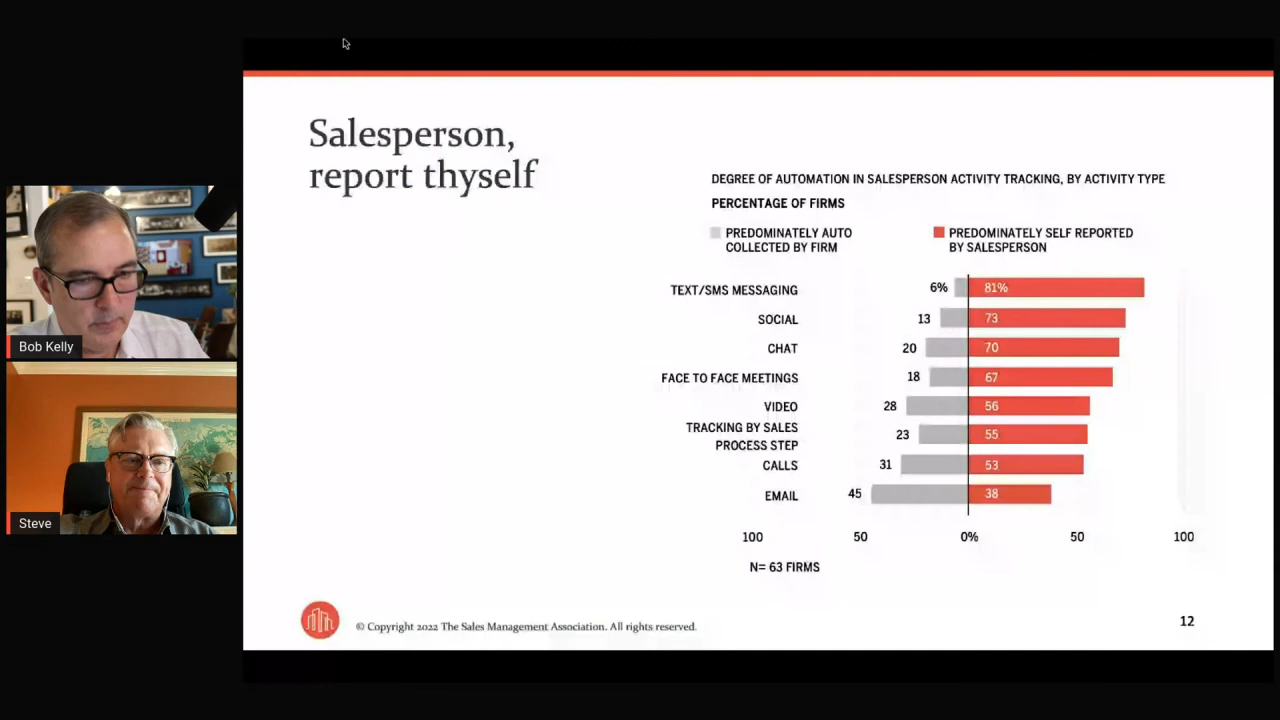 Salesperson,
report thyself
DEGREE OF AUTOMATION IN SALESPERSON ACTIVITY TRACKING, BY ACTIVITY TYPE
PERCENTAGE OF FIRMS
PREDOMINATELY AUTO
COLLECTED BY FIRM
PREDOMINATELY SELF REPORTED
BY SALESPERSON
TEXT/SMS MESSAGING 6% 81%
SOCIAL 13 73
CHAT 20 70
FACE TO FACE MEETINGS 18 67
VIDEO 28 56
TRACKING BY SALES
PROCESS STEP 23 55
CALLS 31 53
EMAIL 45 38
100 50 0% 50 100
N= 63 FIRMS
© Copyright 2022 The Sales Management Association. All rights reserved.
12
Bob Kelly
Steve